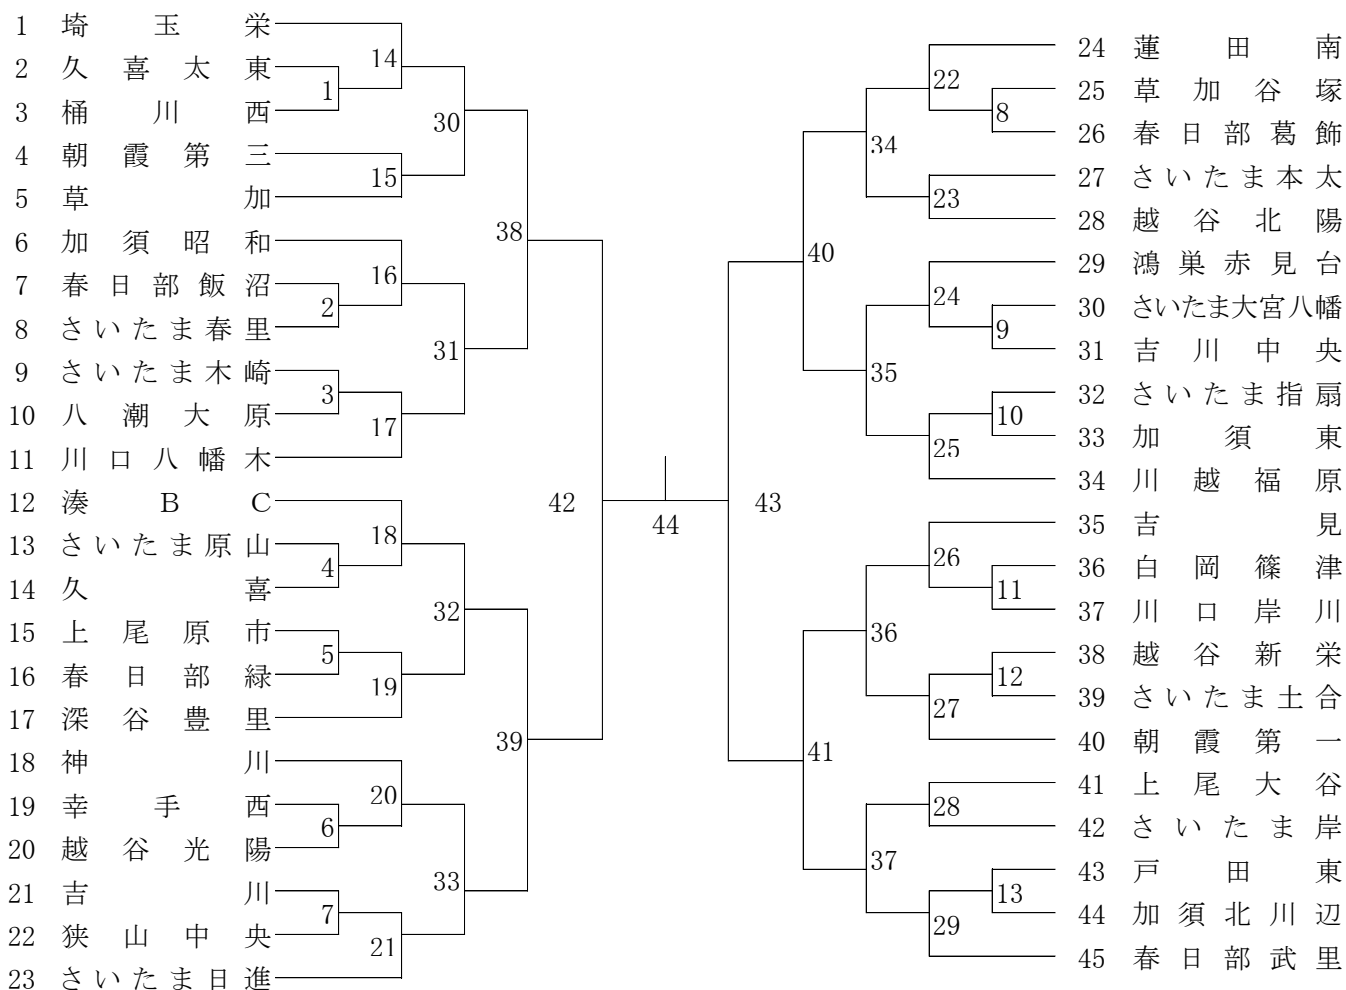 1 埼玉栄
2 久喜太東
3 桶川西
4 朝霞第三
5 草加
6 加須昭和
7 春日部飯沼
8 さいたま春里
9 さいたま木崎
10 八潮大原
11 川口八幡木
12 湊BC
13 さいたま原山
14 久喜
15 上尾原市
16 春日部緑
17 深谷豊里
18 神川
19 幸手西
20 越谷光陽
21 吉川
22 狭山中央
23 さいたま日進
1
2
3
4
5
6
7
14
15
16
17
18
19
20
21
30
31
32
33
38
39
42
44
43
40
41
34
35
36
37
22
23
24
25
26
27
28
29
8
9
10
11
12
13
24 蓮田南
25 草加谷塚
26 春日部葛飾
27 さいたま本太
28 越谷北陽
29 鴻巣赤見台
30 さいたま大宮八幡
31 吉川中央
32 さいたま指扇
33 加須東
34 川越福原
35 吉見
36 白岡篠津
37 川口岸川
38 越谷新栄
39 さいたま土合
40 朝霞第一
41 上尾大谷
42 さいたま岸
43 戸田東
44 加須北川辺
45 春日部武里